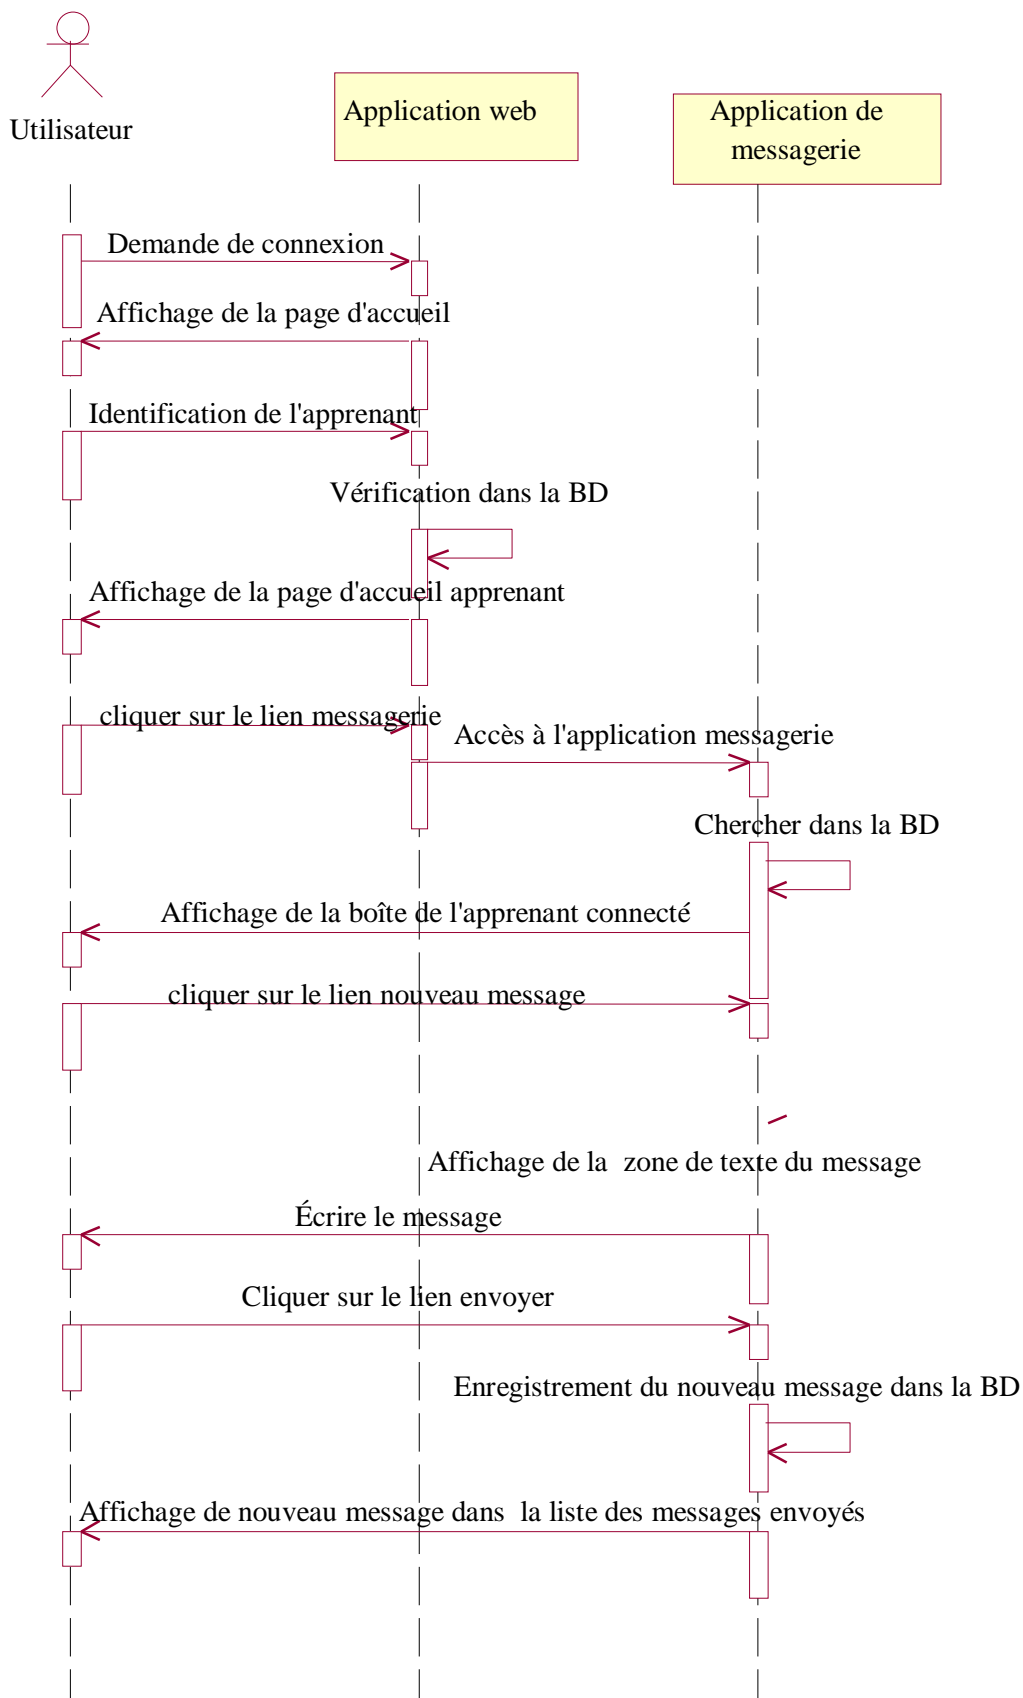 Utilisateur
Application web
Application de
messagerie
Demande de connexion
Affichage de la page d'accueil
Identification de l'apprenant
Vérification dans la BD
Affichage de la page d'accueil apprenant
cliquer sur le lien messagerie
Accès à l'application messagerie
Chercher dans la BD
Affichage de la boîte de l'apprenant connecté
cliquer sur le lien nouveau message
Affichage de la zone de texte du message
Écrire le message
Cliquer sur le lien envoyer
Enregistrement du nouveau message dans la BD
Affichage de nouveau message dans la liste des messages envoyés